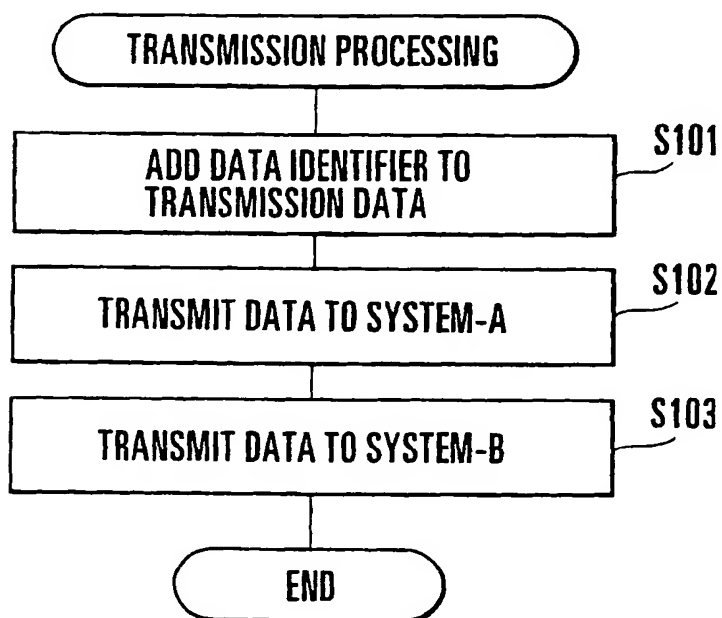 TRANSMISSION PROCESSING
S101
ADD DATA IDENTIFIER TO
TRANSMISSION DATA
S102
TRANSMIT DATA TO SYSTEM-A
S103
TRANSMIT DATA TO SYSTEM-B
END